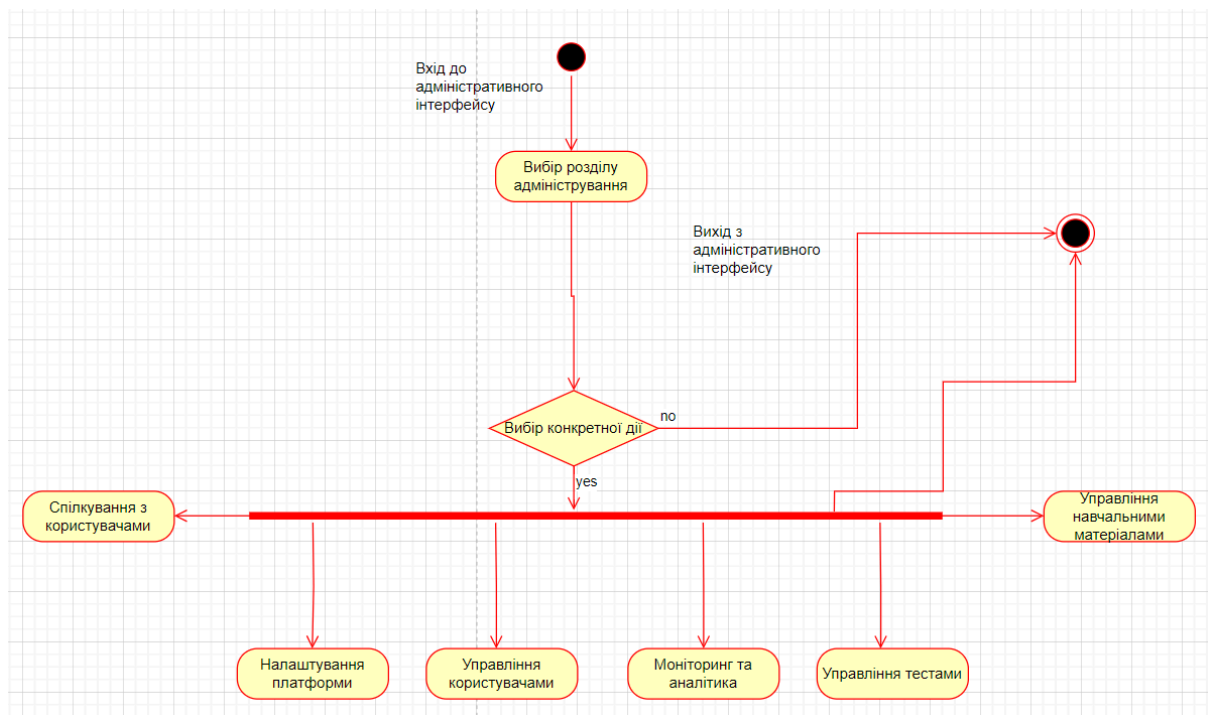 Вхід до
адміністративного
інтерфейсу
Вибір розділу
адміністрування
Вихід з
адміністративного
інтерфейсу
Вибір конкретної дії
no
yes
Спілкування з
користувачами
Управління
навчальними
матеріалами
Налаштування
платформи
Управління
користувачами
Моніторинг та
аналітика
Управління тестами